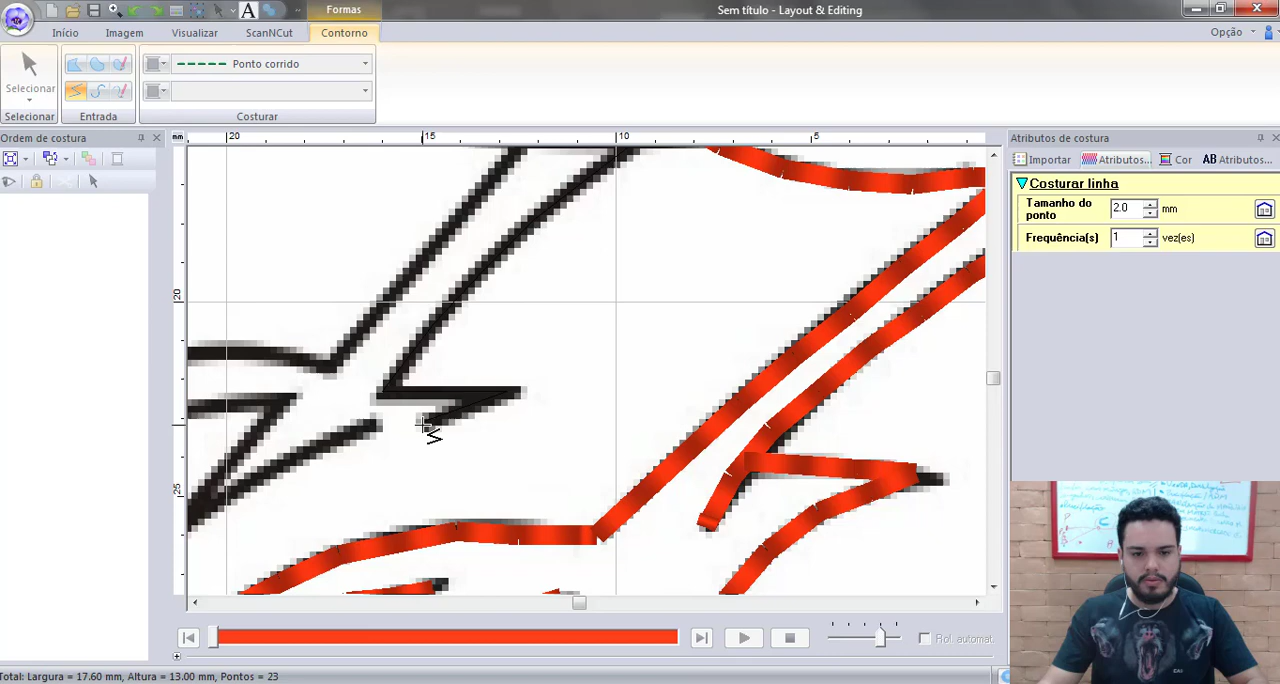 Formas
Sem título - Layout & Editing
Início
Imagem
Visualizar
ScanNCut
Contorno
Opção
Selecionar
Ponto corrido
Selecionar
Entrada
Costurar
Ordem de costura
mm
20
15
10
5
Atributos de costura
Importar
Atributos...
Cor
AB Atributos...
Costurar linha
Tamanho do ponto
2.0
mm
Frequência(s)
1
vez(es)
20
25
Rol. automat.
Total: Largura = 17.60 mm, Altura = 13.00 mm, Pontos = 23